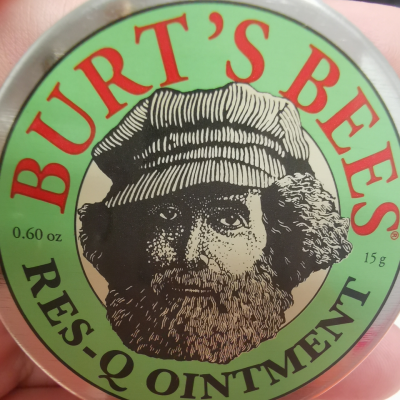 BURT'S BEES®
0.60 oz
15 g
RES-Q OINTMENT